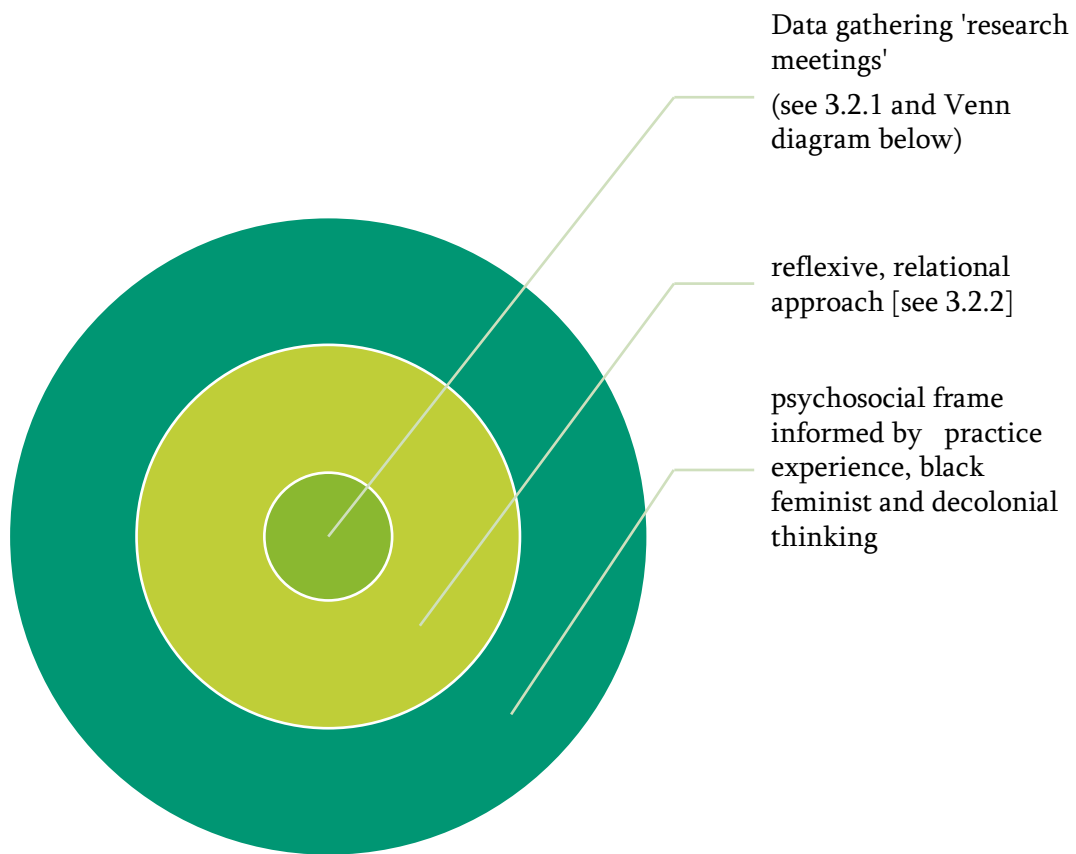 Data gathering 'research
meetings'
(see 3.2.1 and Venn
diagram below)
reflexive, relational
approach [see 3.2.2]
psychosocial frame
informed by   practice
experience, black
feminist and decolonial
thinking